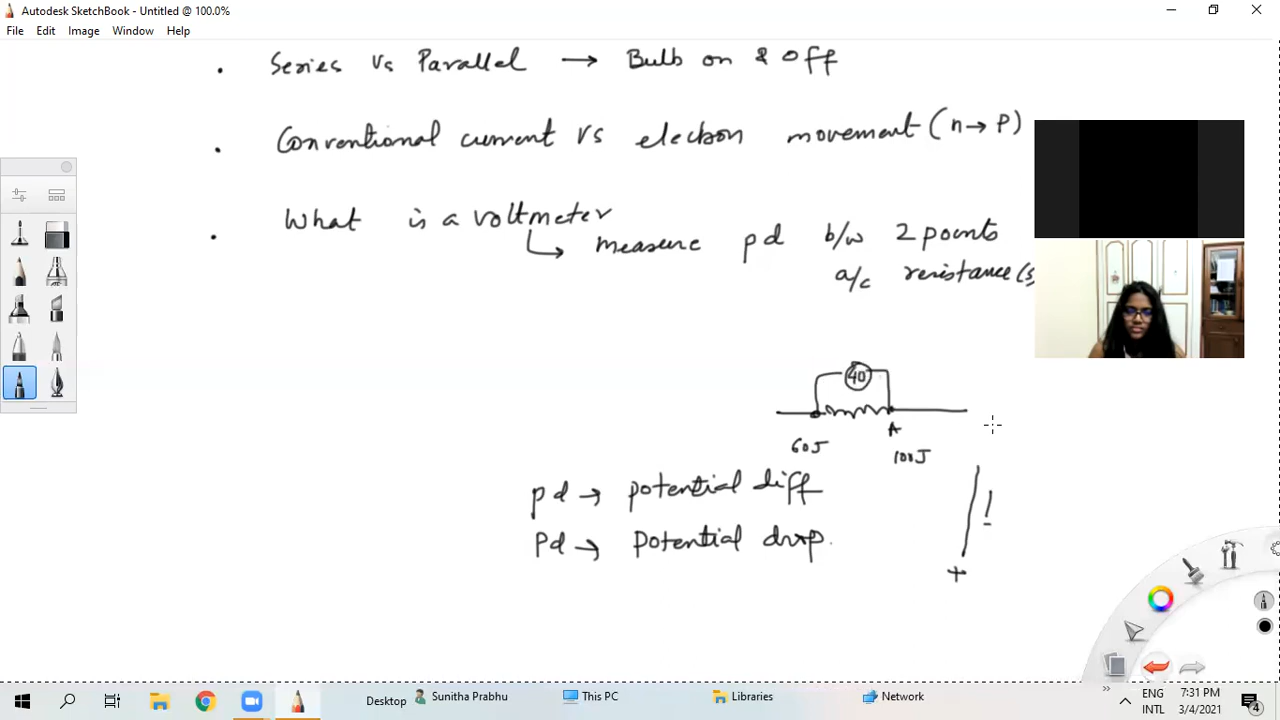 Autodesk SketchBook - Untitled @ 100.0%
File Edit Image Window Help
. Series Vs Parallel → Bulb on & off
. Conventional current VS electron movement (n→P)
. What is a voltmeter
↳ measure pd b/w 2 points
a/c resistance(s
40
60J
A
100J
pd → potential diff
Pd → Potential drop.
+
Desktop
Sunitha Prabhu
This PC
Libraries
Network
ENG
INTL
7:31 PM
3/4/2021
4